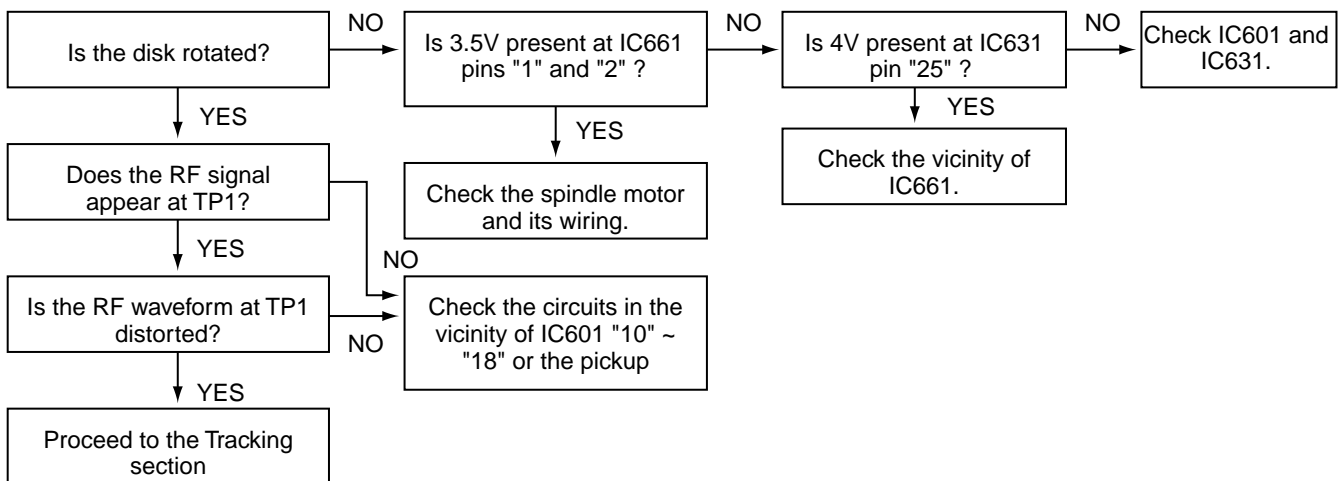 Is the disk rotated?
NO
Is 3.5V present at IC661
pins "1" and "2" ?
NO
Is 4V present at IC631
pin "25" ?
NO
Check IC601 and
IC631.
YES
YES
YES
Does the RF signal
appear at TP1?
Check the spindle motor
and its wiring.
Check the vicinity of
IC661.
YES
NO
Is the RF waveform at TP1
distorted?
NO
Check the circuits in the
vicinity of IC601 "10" ~
"18" or the pickup
YES
Proceed to the Tracking
section